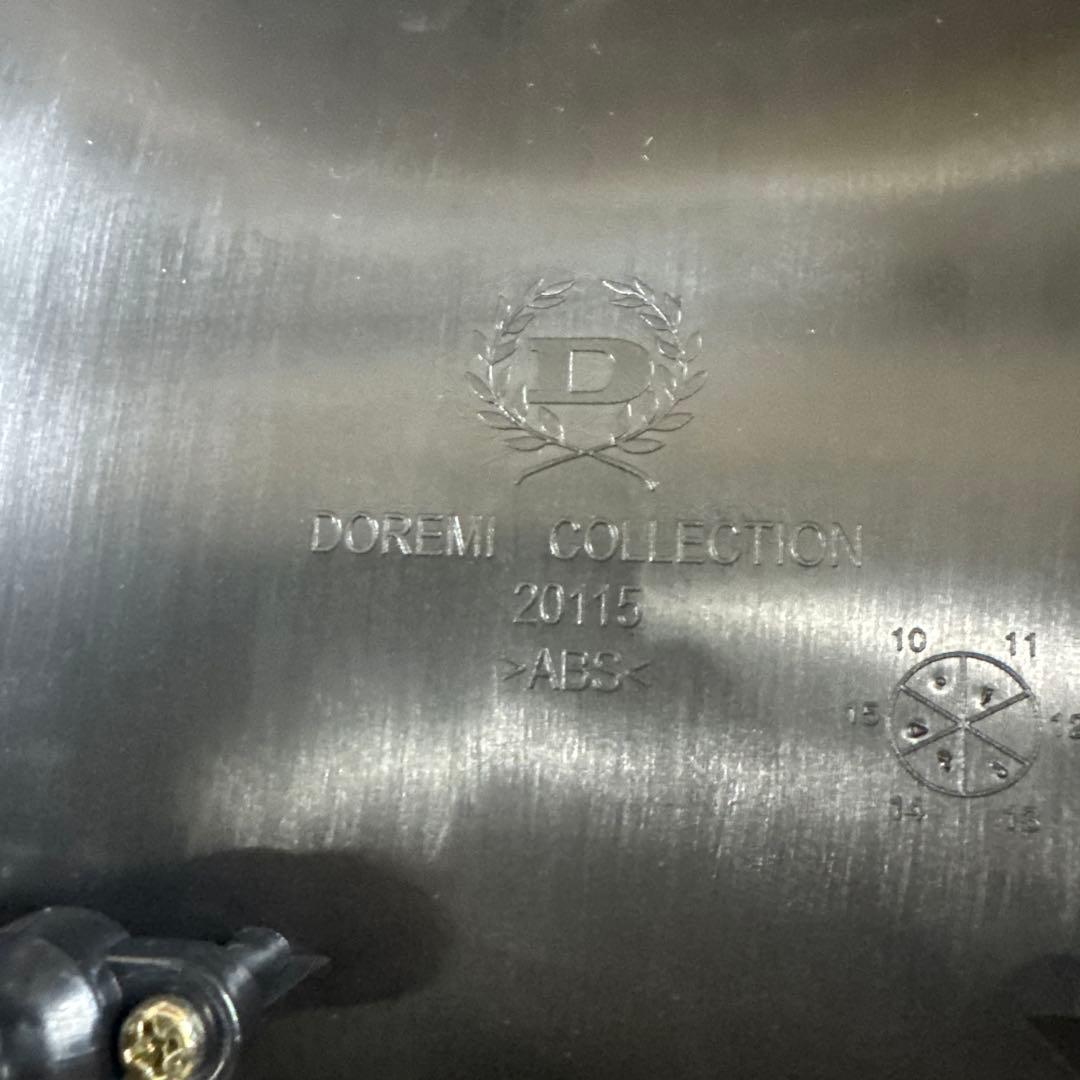 D
DOREMI COLLECTION
20115
>ABS<
10 11
15 12
14 13